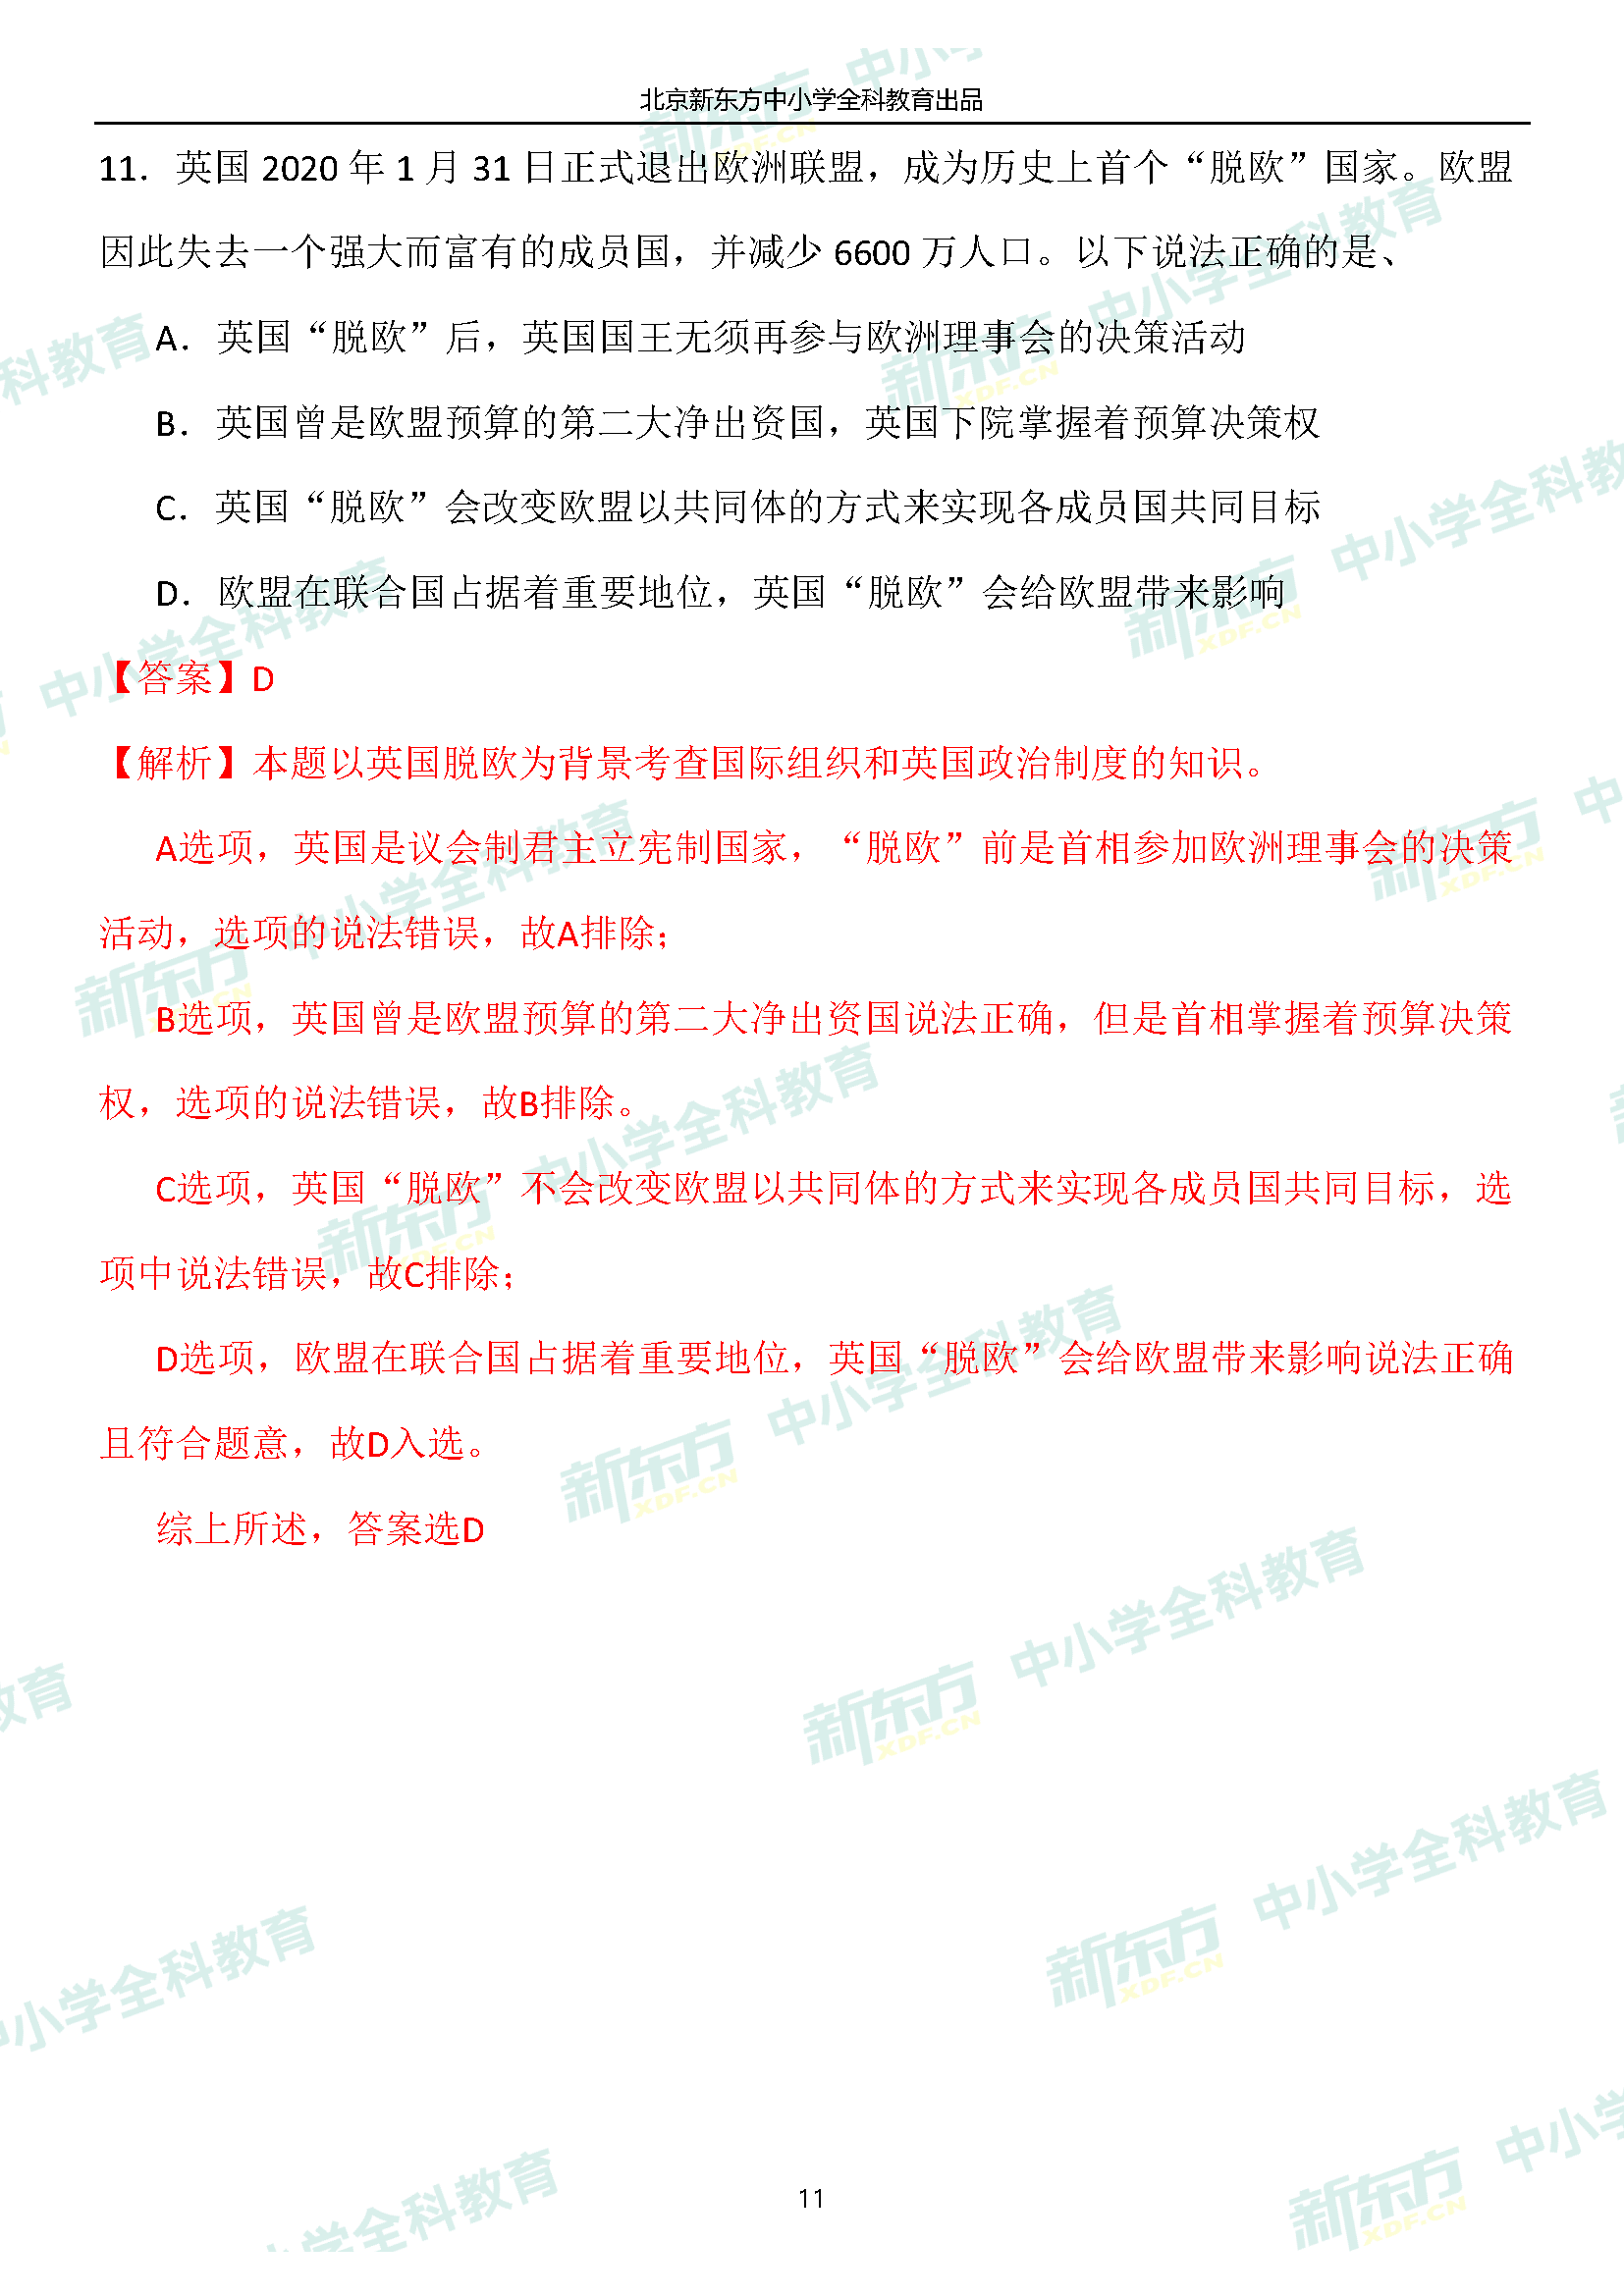 北京新东方中小学全科教育出品
11．英国 2020 年 1 月 31 日正式退出欧洲联盟，成为历史上首个“脱欧”国家。欧盟
因此失去一个强大而富有的成员国，并减少 6600 万人口。以下说法正确的是、
A．英国“脱欧”后，英国国王无须再参与欧洲理事会的决策活动
B．英国曾是欧盟预算的第二大净出资国，英国下院掌握着预算决策权
C．英国“脱欧”会改变欧盟以共同体的方式来实现各成员国共同目标
D．欧盟在联合国占据着重要地位，英国“脱欧”会给欧盟带来影响
【答案】D
【解析】本题以英国脱欧为背景考查国际组织和英国政治制度的知识。
A选项，英国是议会制君主立宪制国家，“脱欧”前是首相参加欧洲理事会的决策
活动，选项的说法错误，故A排除；
B选项，英国曾是欧盟预算的第二大净出资国说法正确，但是首相掌握着预算决策
权，选项的说法错误，故B排除。
C选项，英国“脱欧”不会改变欧盟以共同体的方式来实现各成员国共同目标，选
项中说法错误，故C排除；
D选项，欧盟在联合国占据着重要地位，英国“脱欧”会给欧盟带来影响说法正确
且符合题意，故D入选。
综上所述，答案选D
11
新东方 XDF.CN 中小学全科教育